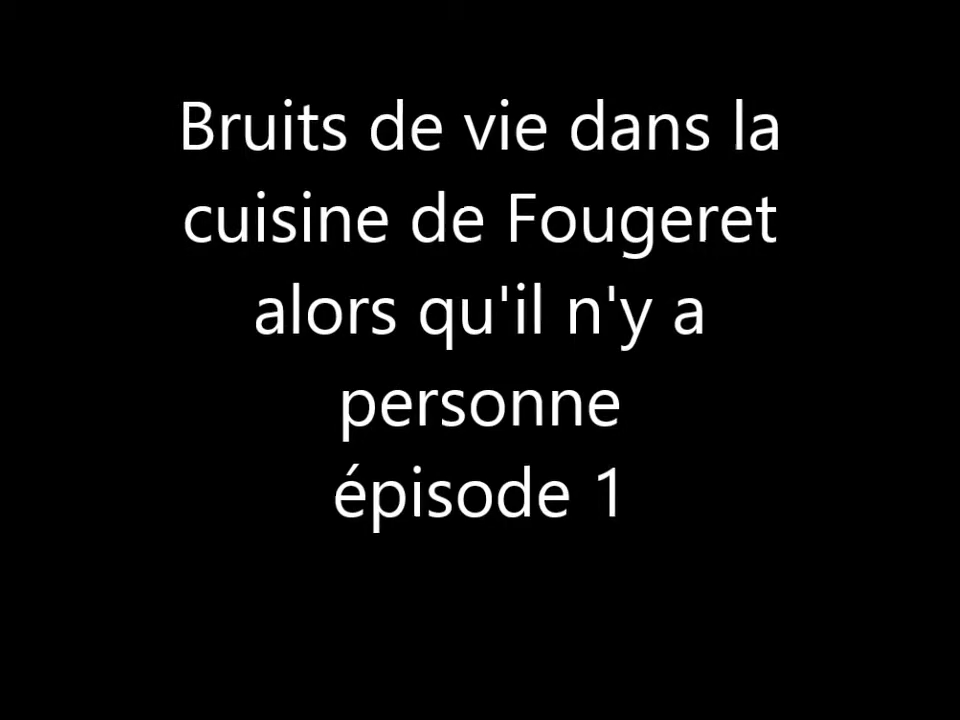 Bruits de vie dans la
cuisine de Fougeret
alors qu'il n'y a
personne
épisode 1